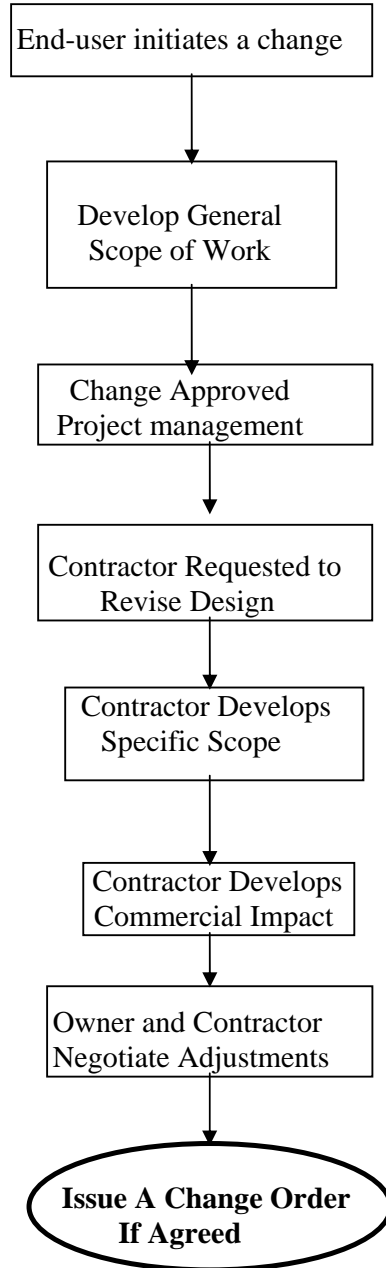 End-user initiates a change
Develop General
Scope of Work
Change Approved
Project management
Contractor Requested to
Revise Design
Contractor Develops
Specific Scope
Contractor Develops
Commercial Impact
Owner and Contractor
Negotiate Adjustments
Issue A Change Order
If Agreed